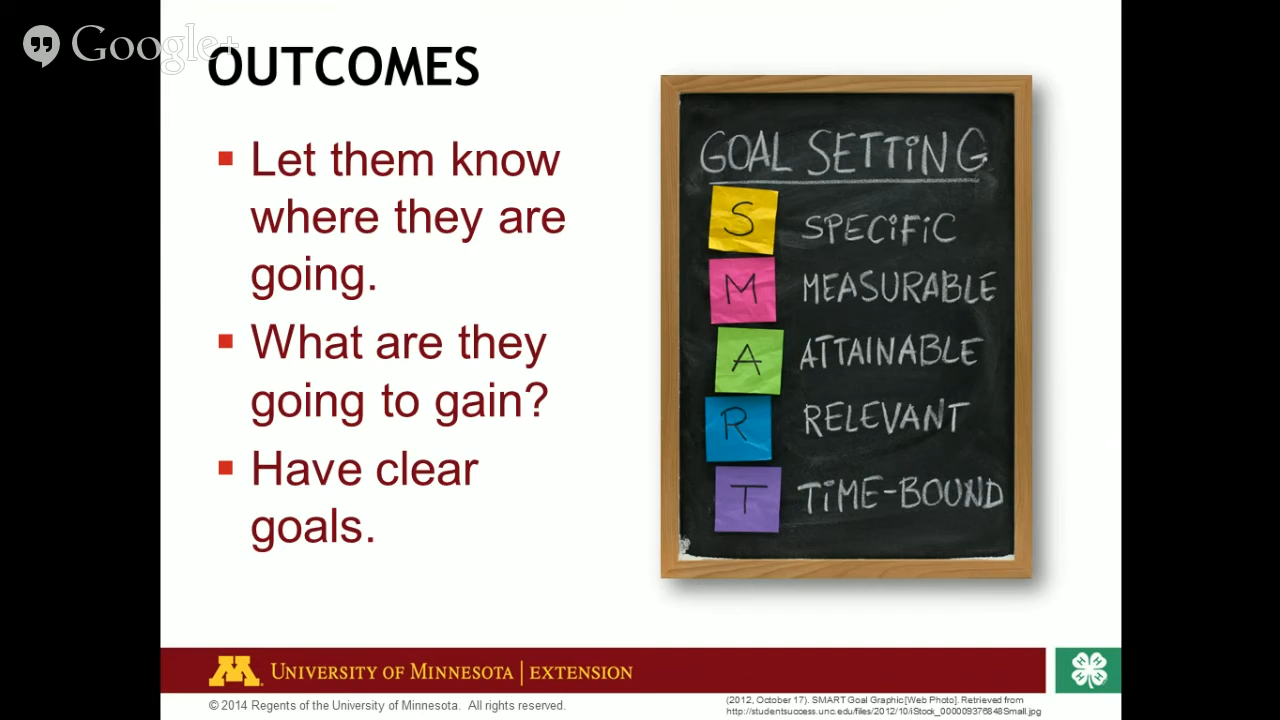 Google+
OUTCOMES
Let them know
where they are
going.
What are they
going to gain?
Have clear
goals.
GOAL SETTING
S SPECIFIC
M MEASURABLE
A ATTAINABLE
R RELEVANT
T TIME-BOUND
M UNIVERSITY OF MINNESOTA | EXTENSION
H H H H
© 2014 Regents of the University of Minnesota. All rights reserved.
(2012, October 17). SMART Goal Graphic[Web Photo]. Retrieved from
http://studentsuccess.unc.edu/files/2012/10/iStock_000009376848Small.jpg